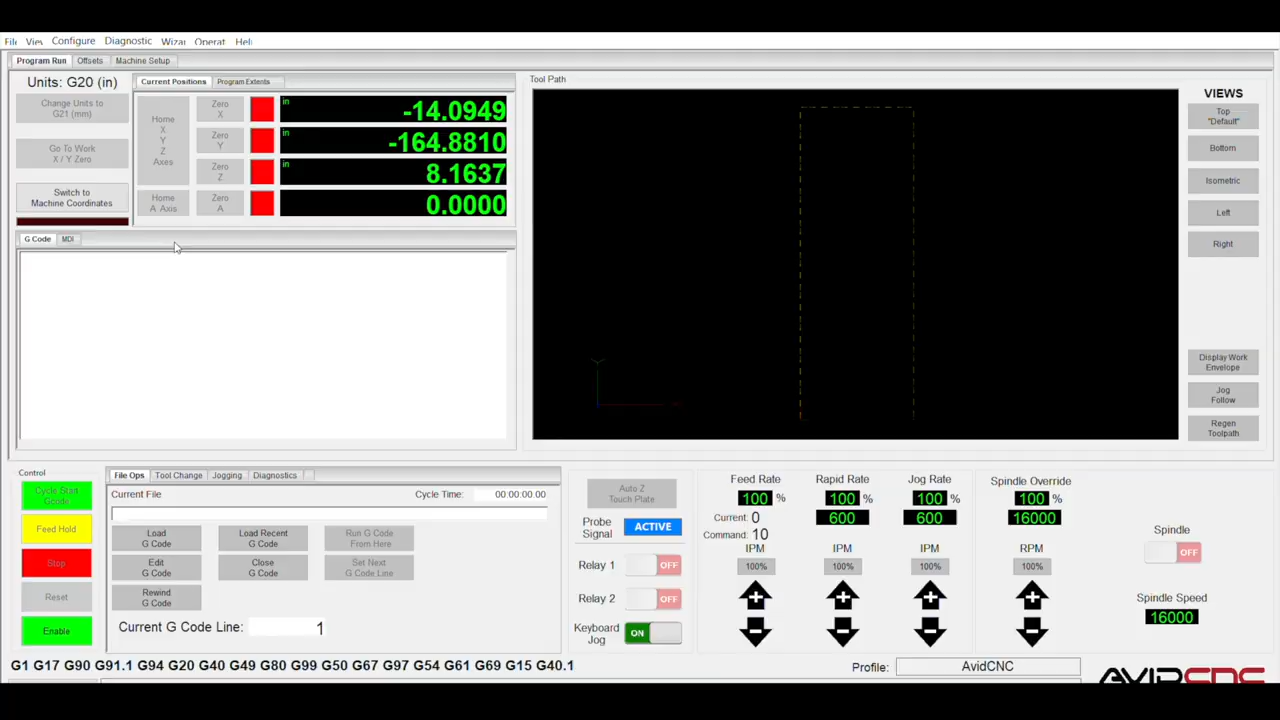 File View Configure Diagnostic Wizar Operat Help
Program Run Offsets Machine Setup
Units: G20 (in)
Change Units to
G21 (mm)
Go To Work
X / Y Zero
Switch to
Machine Coordinates
Current Positions Program Extents
Home
X
Y
Z
Axes
Zero
X
in
-14.0949
Zero
Y
in
-164.8810
Zero
Z
in
8.1637
Home
A Axis
Zero
A
0.0000
G Code MDI
Tool Path
VIEWS
Top
"Default"
Bottom
Isometric
Left
Right
Display Work
Envelope
Jog
Follow
Regen
Toolpath
Control
Cycle Start
Gcode
Feed Hold
Stop
Reset
Enable
File Ops Tool Change Jogging Diagnostics
Current File
Cycle Time: 00:00:00.00
Load
G Code
Load Recent
G Code
Run G Code
From Here
Edit
G Code
Close
G Code
Set Next
G Code Line
Rewind
G Code
Current G Code Line: 1
Auto Z
Touch Plate
Probe
Signal
ACTIVE
Relay 1 OFF
Relay 2 OFF
Keyboard
Jog
ON
Feed Rate
100 %
Current: 0
Command: 10
IPM
100%
Rapid Rate
100 %
600
IPM
100%
Jog Rate
100 %
600
IPM
100%
Spindle Override
100 %
16000
RPM
100%
Spindle
OFF
Spindle Speed
16000
G1 G17 G90 G91.1 G94 G20 G40 G49 G80 G99 G50 G67 G97 G54 G61 G69 G15 G40.1
Profile: AvidCNC
AVIDCNC